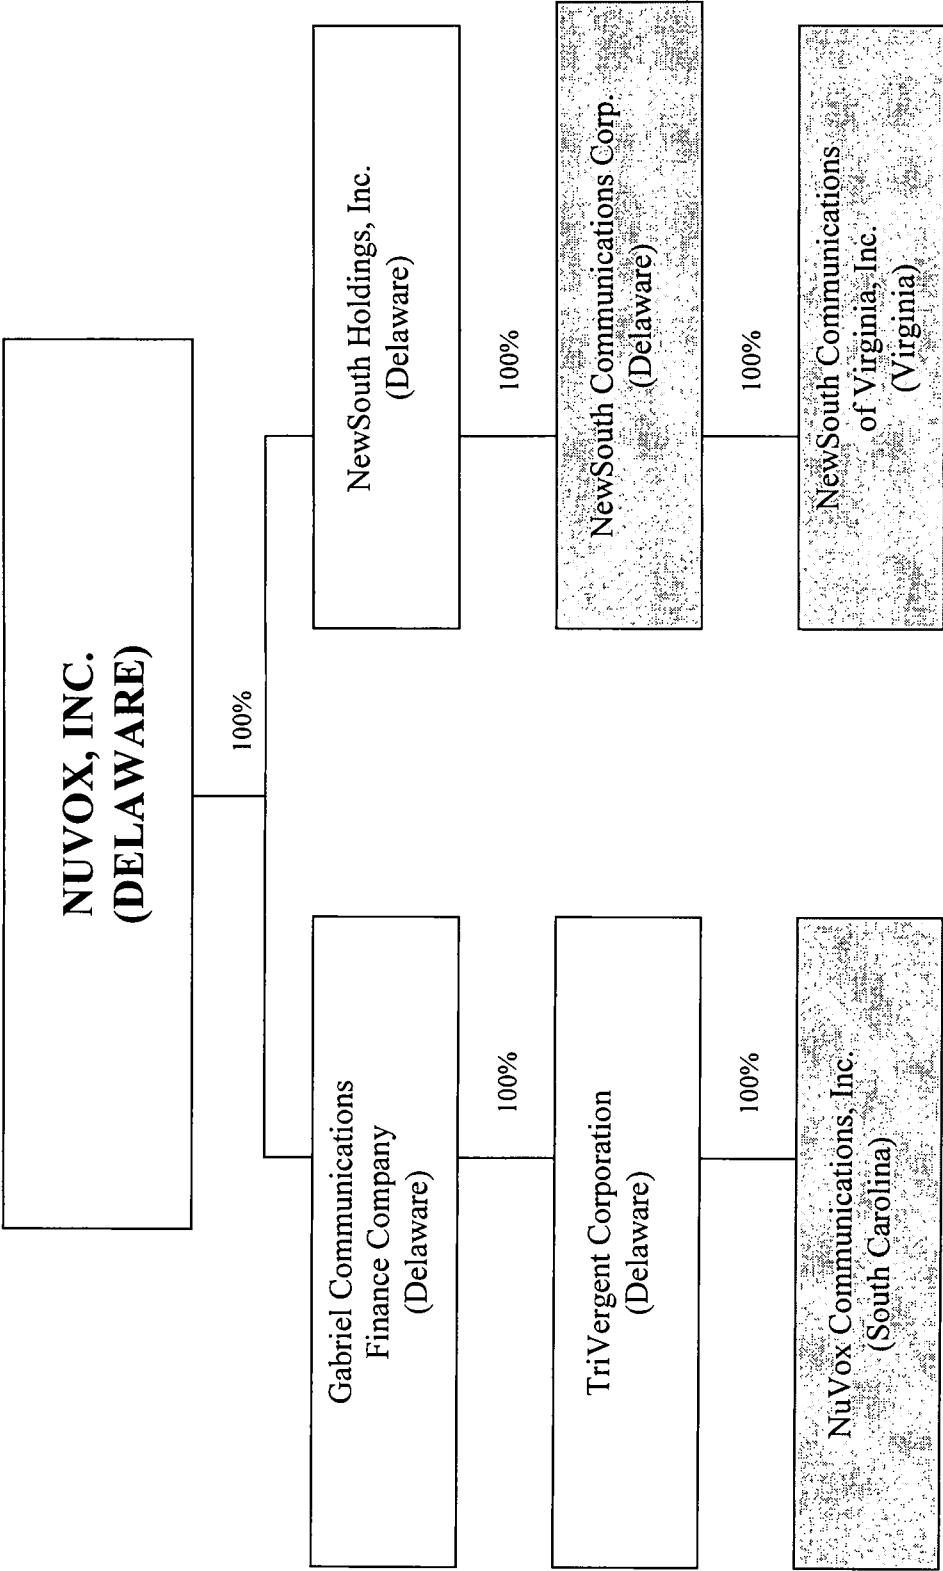 NUVOX, INC.
(DELAWARE)
100%
Gabriel Communications
Finance Company
(Delaware)
100%
TriVergent Corporation
(Delaware)
100%
NuVox Communications, Inc.
(South Carolina)
NewSouth Holdings, Inc.
(Delaware)
100%
NewSouth Communications Corp.
(Delaware)
100%
NewSouth Communications
of Virginia, Inc.
(Virginia)